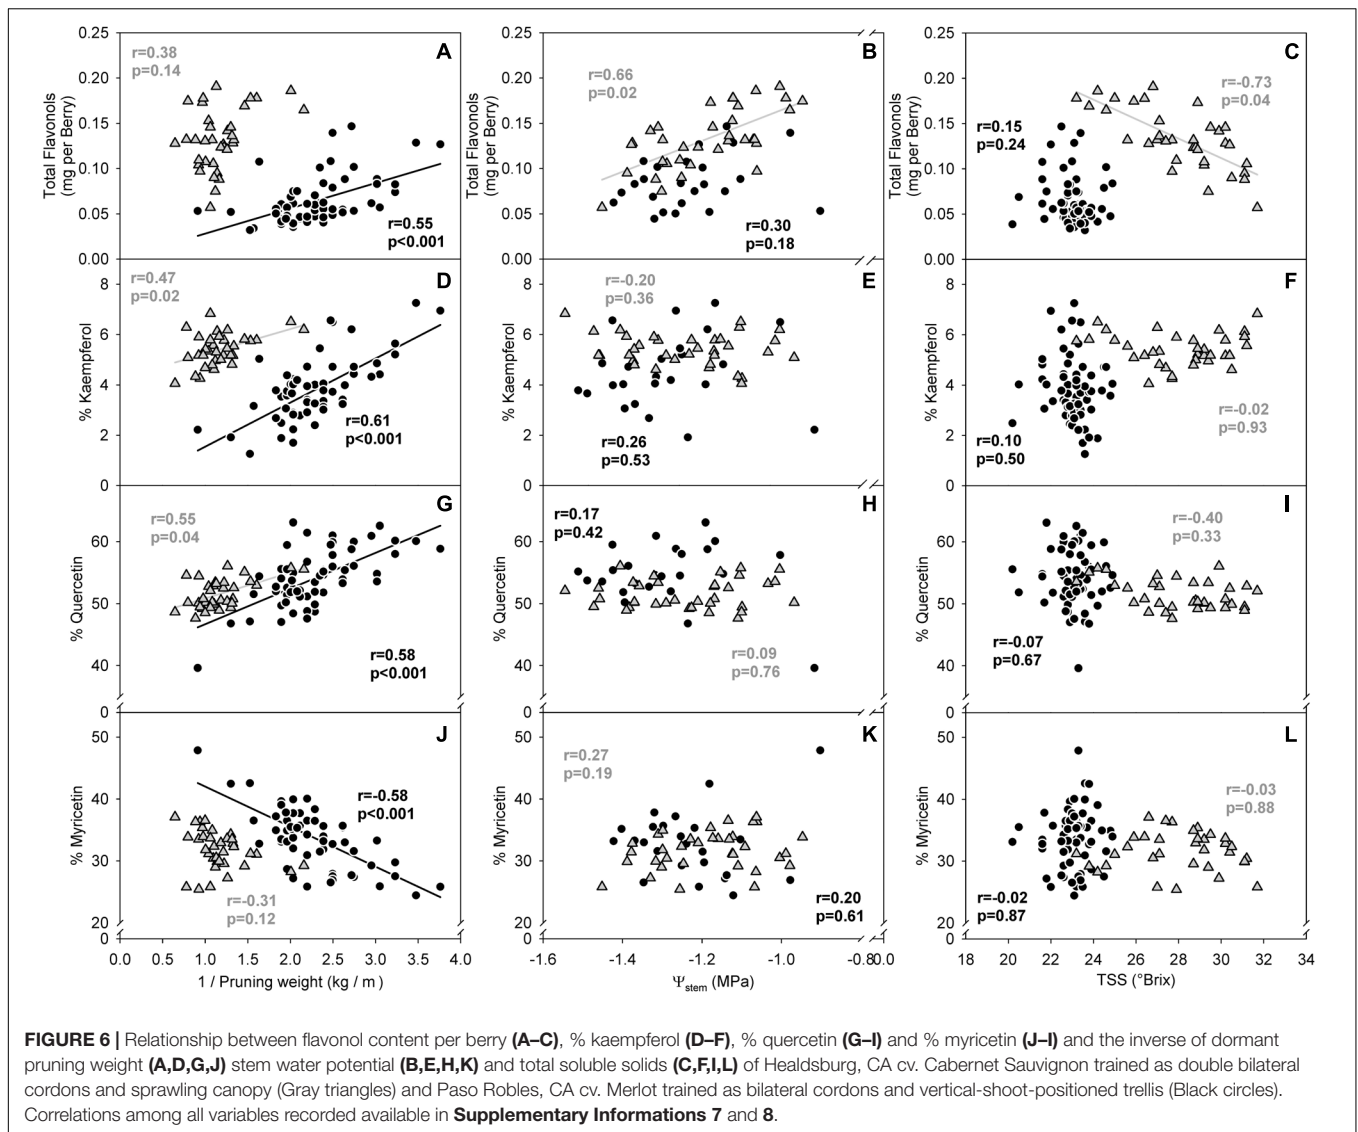 0.25
0.20
0.15
0.10
0.05
0.00
Total Flavonols
(mg per Berry)
A
r=0.38
p=0.14
r=0.55
p<0.001
0.25
0.20
0.15
0.10
0.05
0.00
Total Flavonols
(mg per Berry)
B
r=0.66
p=0.02
r=0.30
p=0.18
0.25
0.20
0.15
0.10
0.05
0.00
Total Flavonols
(mg per Berry)
C
r=-0.73
p=0.04
r=0.15
p=0.24
8
6
4
2
0
% Kaempferol
D
r=0.47
p=0.02
r=0.61
p<0.001
8
6
4
2
0
% Kaempferol
E
r=-0.20
p=0.36
r=0.26
p=0.53
8
6
4
2
0
% Kaempferol
F
r=-0.02
p=0.93
r=0.10
p=0.50
60
50
40
0
% Quercetin
G
r=0.55
p=0.04
r=0.58
p<0.001
60
50
40
0
% Quercetin
H
r=0.17
p=0.42
r=0.09
p=0.76
60
50
40
0
% Quercetin
I
r=-0.40
p=0.33
r=-0.07
p=0.67
50
40
30
20
0
% Myricetin
J
r=-0.58
p<0.001
r=-0.31
p=0.12
0.0 0.5 1.0 1.5 2.0 2.5 3.0 3.5 4.0
1 / Pruning weight (kg / m )
50
40
30
20
0
% Myricetin
K
r=0.27
p=0.19
r=0.20
p=0.61
-1.6 -1.4 -1.2 -1.0 -0.80.0
Ψstem (MPa)
50
40
30
20
0
% Myricetin
L
r=-0.03
p=0.88
r=-0.02
p=0.87
18 20 22 24 26 28 30 32 34
TSS (°Brix)
FIGURE 6 | Relationship between flavonol content per berry (A–C), % kaempferol (D–F), % quercetin (G–I) and % myricetin (J–I) and the inverse of dormant
pruning weight (A,D,G,J) stem water potential (B,E,H,K) and total soluble solids (C,F,I,L) of Healdsburg, CA cv. Cabernet Sauvignon trained as double bilateral
cordons and sprawling canopy (Gray triangles) and Paso Robles, CA cv. Merlot trained as bilateral cordons and vertical-shoot-positioned trellis (Black circles).
Correlations among all variables recorded available in Supplementary Informations 7 and 8.